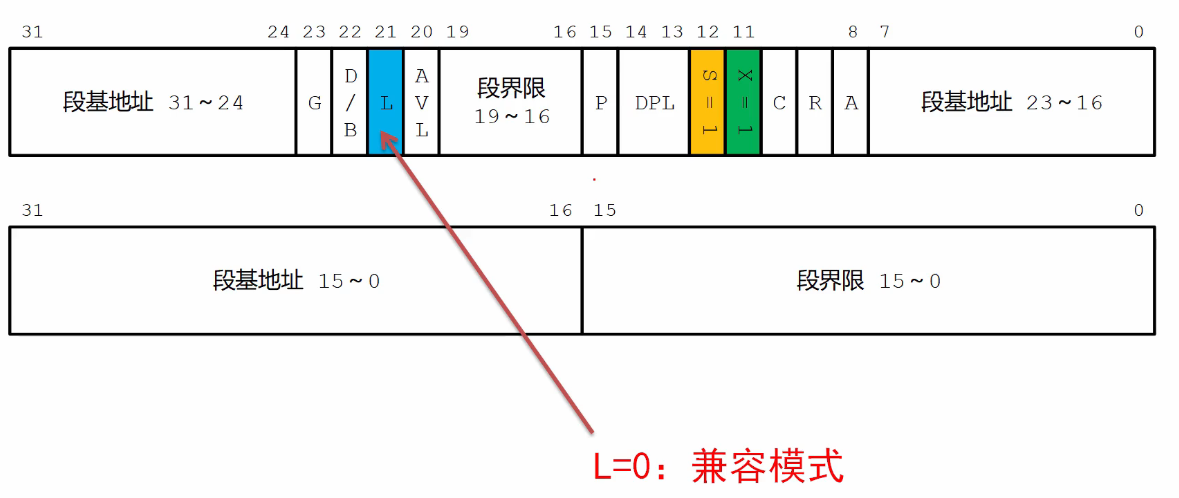 31 24 23 22 21 20 19 16 15 14 13 12 11 8 7 0
段基地址 31~24 G D/B L AVL 段界限 19~16 P DPL S=1 X=1 C R A 段基地址 23~16
31 16 15 0
段基地址 15~0 段界限 15~0
L=0：兼容模式